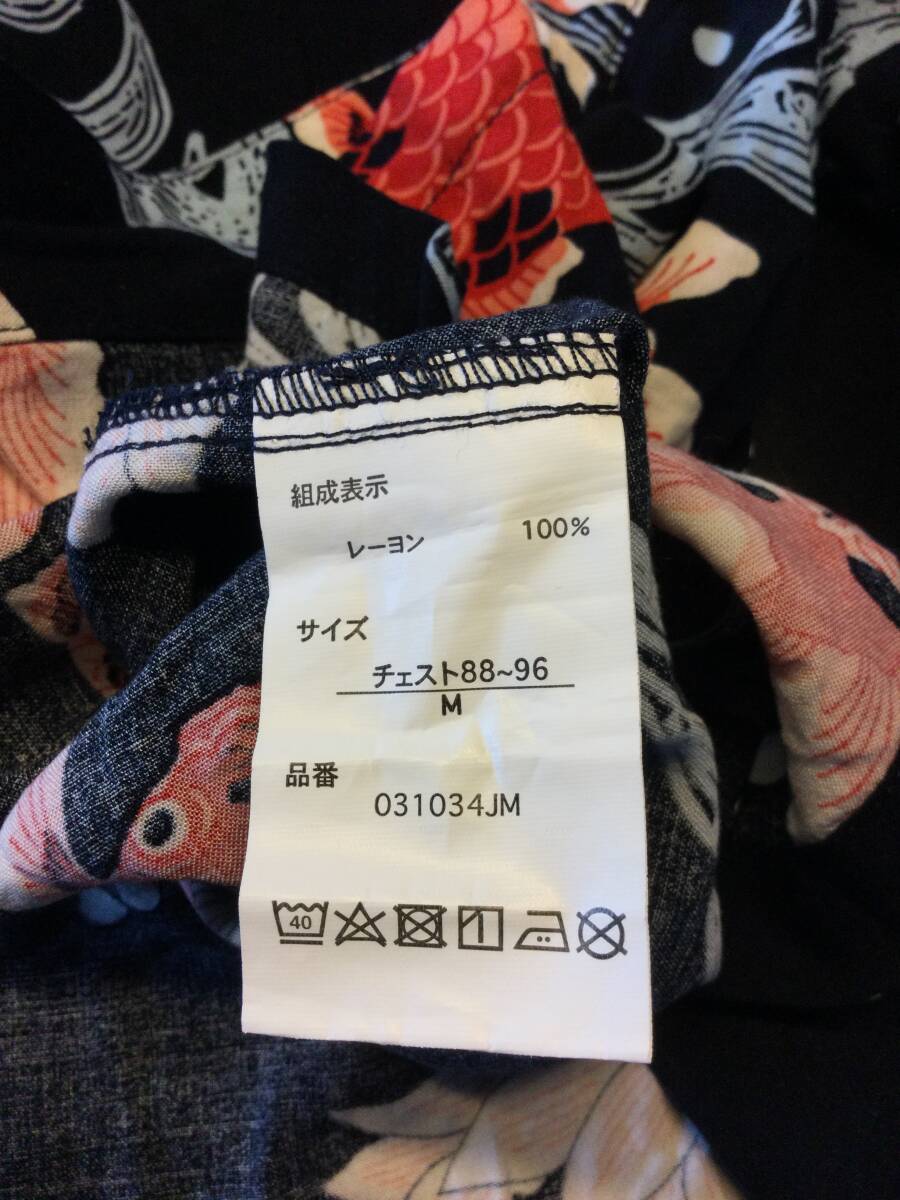 組成表示
レーヨン 100%
サイズ
チェスト88~96
M
品番
031034JM
40